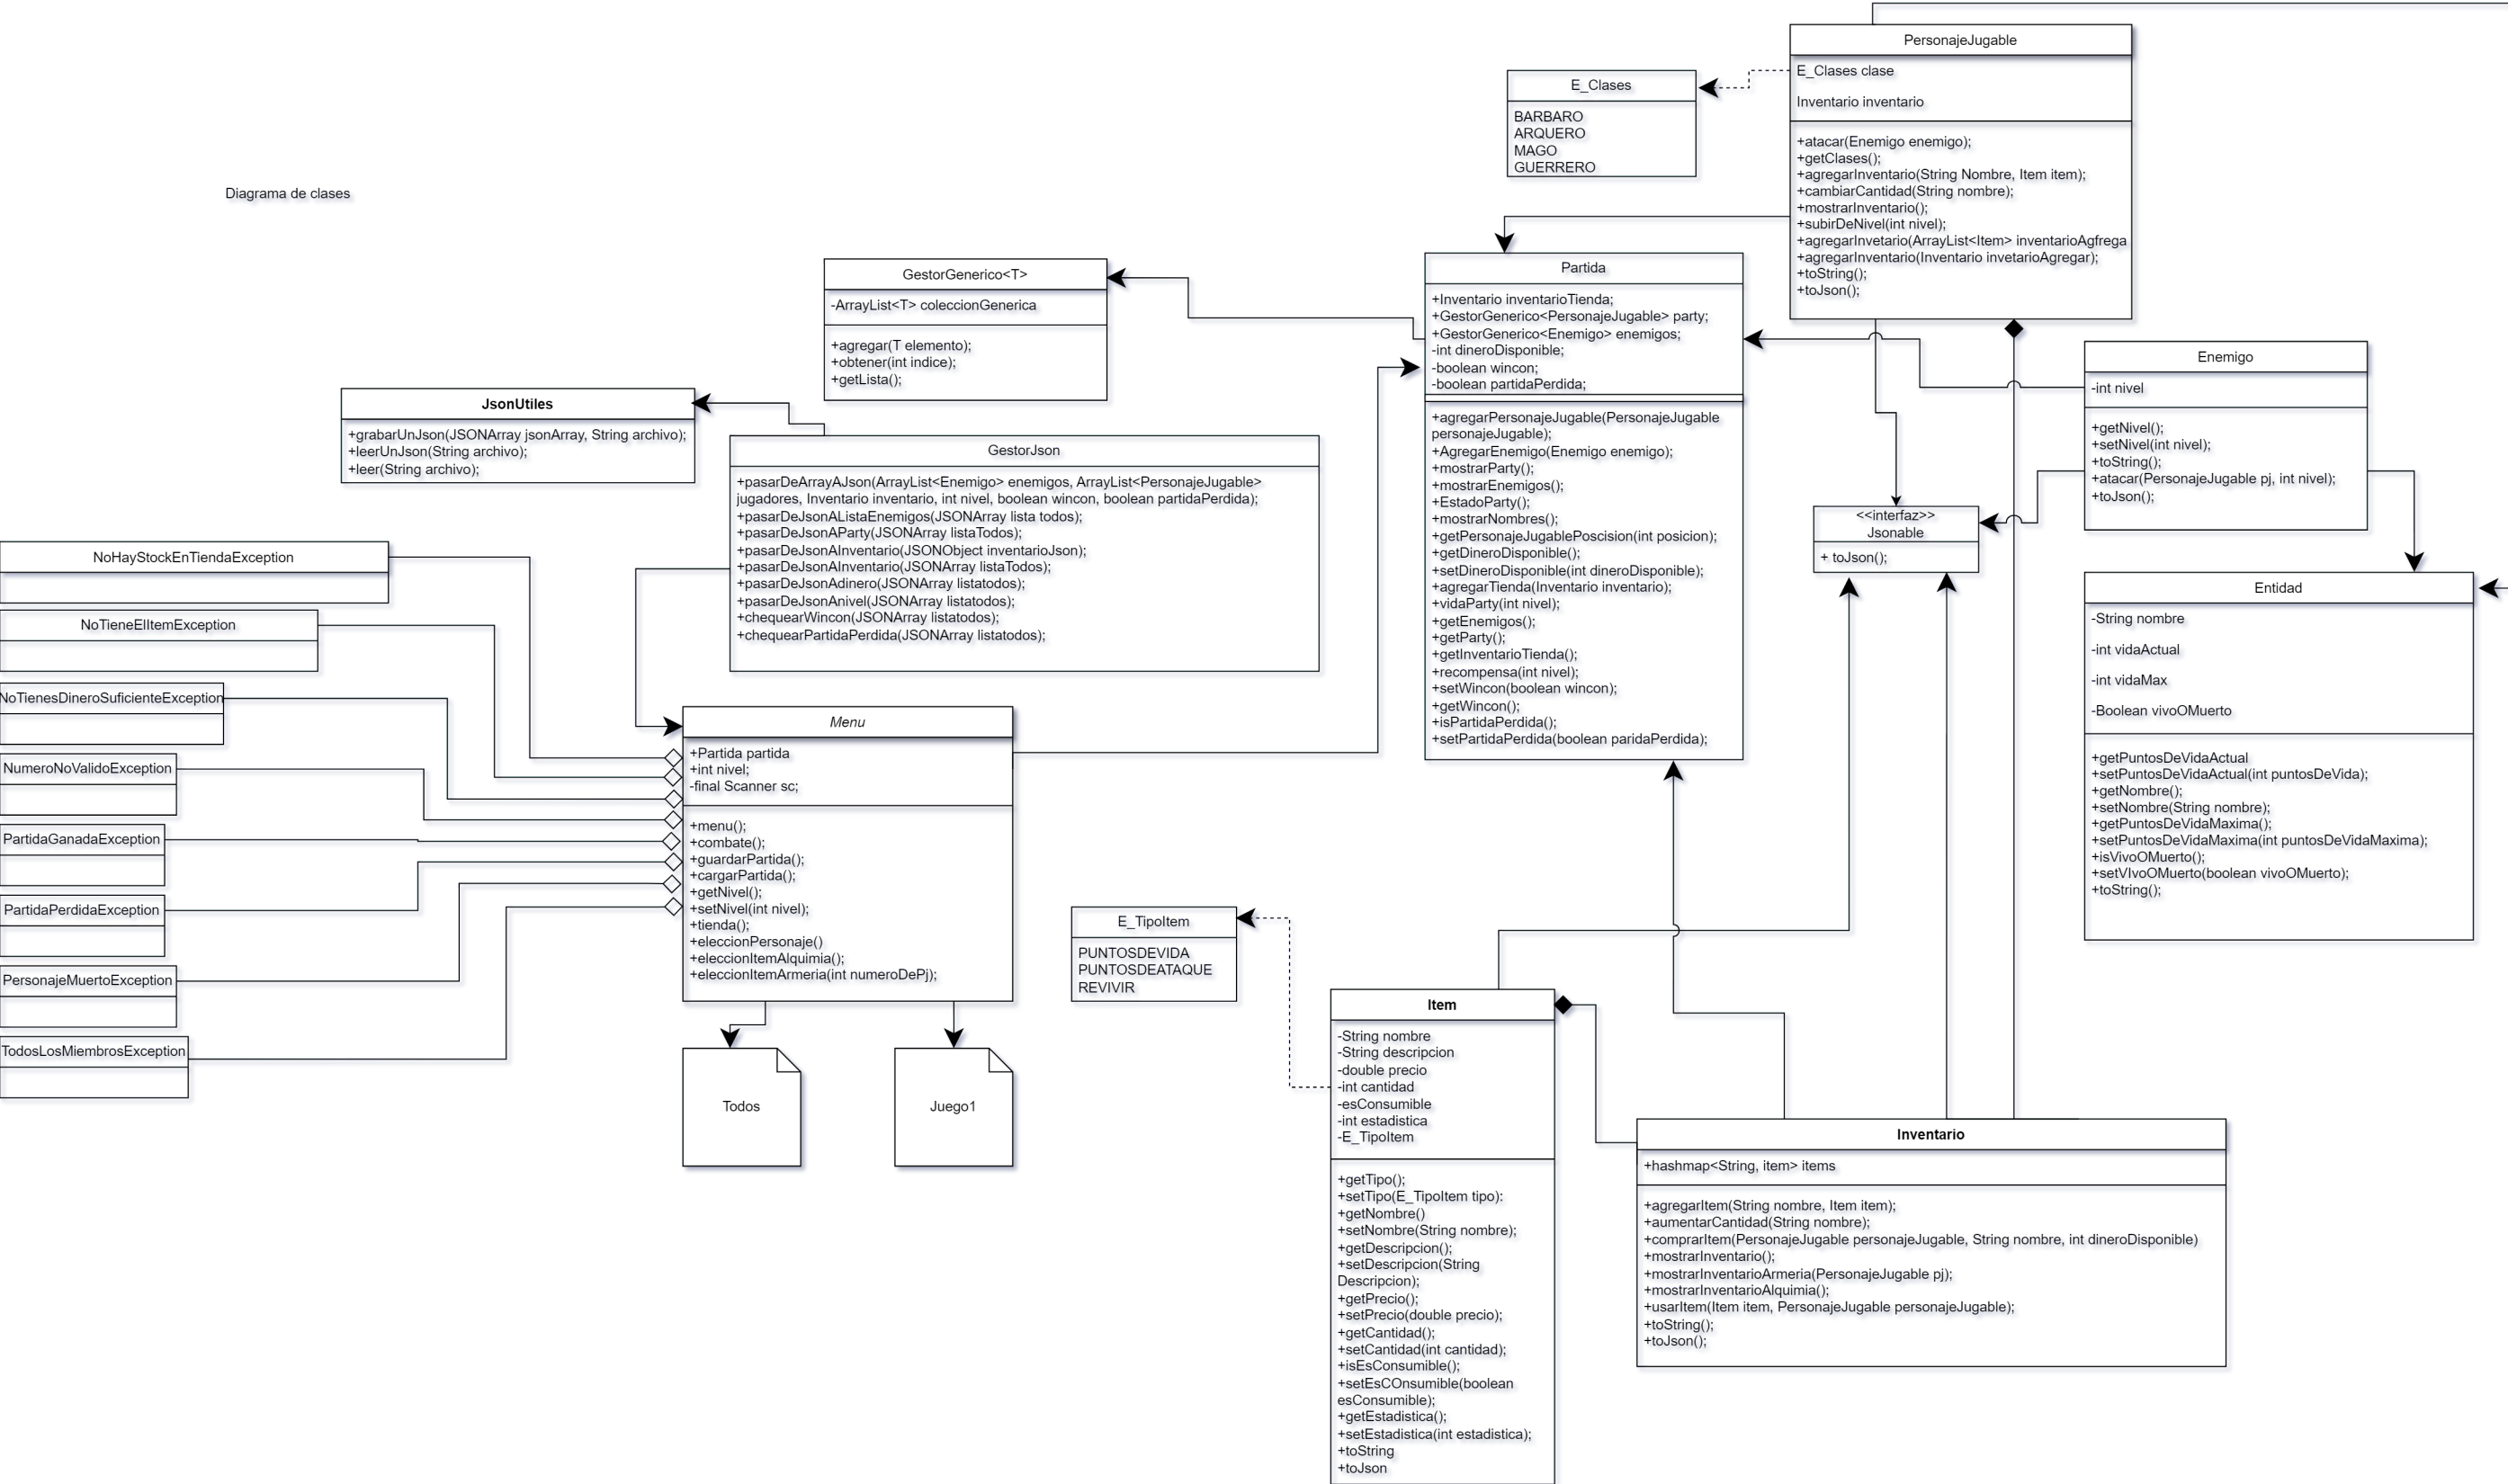 Diagrama de clases
PersonajeJugable
E_Clases clase
Inventario inventario
+atacar(Enemigo enemigo);
+getClases();
+agregarInventario(String Nombre, Item item);
+cambiarCantidad(String nombre);
+mostrarInventario();
+subirDeNivel(int nivel);
+agregarInvetario(ArrayList<Item> inventarioAgfrega
+agregarInventario(Inventario invetarioAgregar);
+toString();
+toJson();
E_Clases
BARBARO
ARQUERO
MAGO
GUERRERO
GestorGenerico<T>
-ArrayList<T> coleccionGenerica
+agregar(T elemento);
+obtener(int indice);
+getLista();
Partida
+Inventario inventarioTienda;
+GestorGenerico<PersonajeJugable> party;
+GestorGenerico<Enemigo> enemigos;
-int dineroDisponible;
-boolean wincon;
-boolean partidaPerdida;
+agregarPersonajeJugable(PersonajeJugable
personajeJugable);
+AgregarEnemigo(Enemigo enemigo);
+mostrarParty();
+mostrarEnemigos();
+EstadoParty();
+mostrarNombres();
+getPersonajeJugablePoscision(int posicion);
+getDineroDisponible();
+setDineroDisponible(int dineroDisponible);
+agregarTienda(Inventario inventario);
+vidaParty(int nivel);
+getEnemigos();
+getParty();
+getInventarioTienda();
+recompensa(int nivel);
+setWincon(boolean wincon);
+getWincon();
+isPartidaPerdida();
+setPartidaPerdida(boolean paridaPerdida);
Enemigo
-int nivel
+getNivel();
+setNivel(int nivel);
+toString();
+atacar(PersonajeJugable pj, int nivel);
+toJson();
JsonUtiles
+grabarUnJson(JSONArray jsonArray, String archivo);
+leerUnJson(String archivo);
+leer(String archivo);
GestorJson
+pasarDeArrayAJson(ArrayList<Enemigo> enemigos, ArrayList<PersonajeJugable>
jugadores, Inventario inventario, int nivel, boolean wincon, boolean partidaPerdida);
+pasarDeJsonAListaEnemigos(JSONArray lista todos);
+pasarDeJsonAParty(JSONArray listaTodos);
+pasarDeJsonAInventario(JSONObject inventarioJson);
+pasarDeJsonAInventario(JSONArray listaTodos);
+pasarDeJsonAdinero(JSONArray listatodos);
+pasarDeJsonAnivel(JSONArray listatodos);
+chequearWincon(JSONArray listatodos);
+chequearPartidaPerdida(JSONArray listatodos);
<<interfaz>>
Jsonable
+ toJson();
Entidad
-String nombre
-int vidaActual
-int vidaMax
-Boolean vivoOMuerto
+getPuntosDeVidaActual
+setPuntosDeVidaActual(int puntosDeVida);
+getNombre();
+setNombre(String nombre);
+getPuntosDeVidaMaxima();
+setPuntosDeVidaMaxima(int puntosDeVidaMaxima);
+isVivoOMuerto();
+setVIvoOMuerto(boolean vivoOMuerto);
+toString();
NoHayStockEnTiendaException
NoTieneElItemException
NoTienesDineroSuficienteException
NumeroNoValidoException
PartidaGanadaException
PartidaPerdidaException
PersonajeMuertoException
TodosLosMiembrosException
Menu
+Partida partida
+int nivel;
-final Scanner sc;
+menu();
+combate();
+guardarPartida();
+cargarPartida();
+getNivel();
+setNivel(int nivel);
+tienda();
+eleccionPersonaje()
+eleccionItemAlquimia();
+eleccionItemArmeria(int numeroDePj);
Todos
Juego1
E_TipoItem
PUNTOSDEVIDA
PUNTOSDEATAQUE
REVIVIR
Item
-String nombre
-String descripcion
-double precio
-int cantidad
-esConsumible
-int estadistica
-E_TipoItem
+getTipo();
+setTipo(E_TipoItem tipo):
+getNombre()
+setNombre(String nombre);
+getDescripcion();
+setDescripcion(String
Descripcion);
+getPrecio();
+setPrecio(double precio);
+getCantidad();
+setCantidad(int cantidad);
+isEsConsumible();
+setEsCOnsumible(boolean
esConsumible);
+getEstadistica();
+setEstadistica(int estadistica);
+toString
+toJson
Inventario
+hashmap<String, item> items
+agregarItem(String nombre, Item item);
+aumentarCantidad(String nombre);
+comprarItem(PersonajeJugable personajeJugable, String nombre, int dineroDisponible)
+mostrarInventario();
+mostrarInventarioArmeria(PersonajeJugable pj);
+mostrarInventarioAlquimia();
+usarItem(Item item, PersonajeJugable personajeJugable);
+toString();
+toJson();